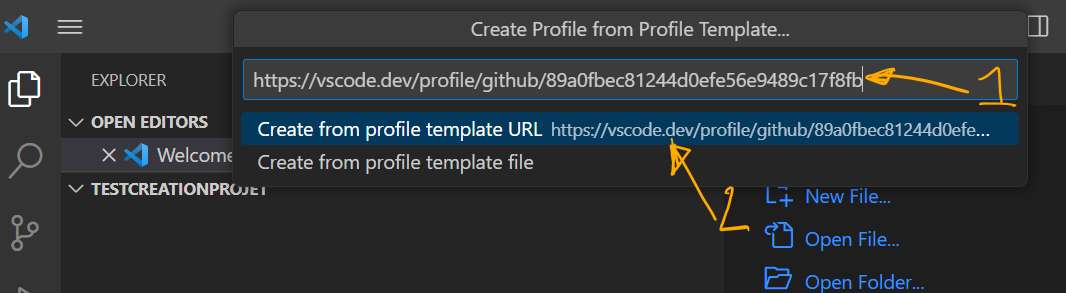 Create Profile from Profile Template...
https://vscode.dev/profile/github/89a0fbec81244d0efe56e9489c17f8fb
1
EXPLORER
OPEN EDITORS
Create from profile template URL https://vscode.dev/profile/github/89a0fbec81244d0efe...
Welcome
Create from profile template file
TESTCREATIONPROJET
2
New File...
Open File...
Open Folder...